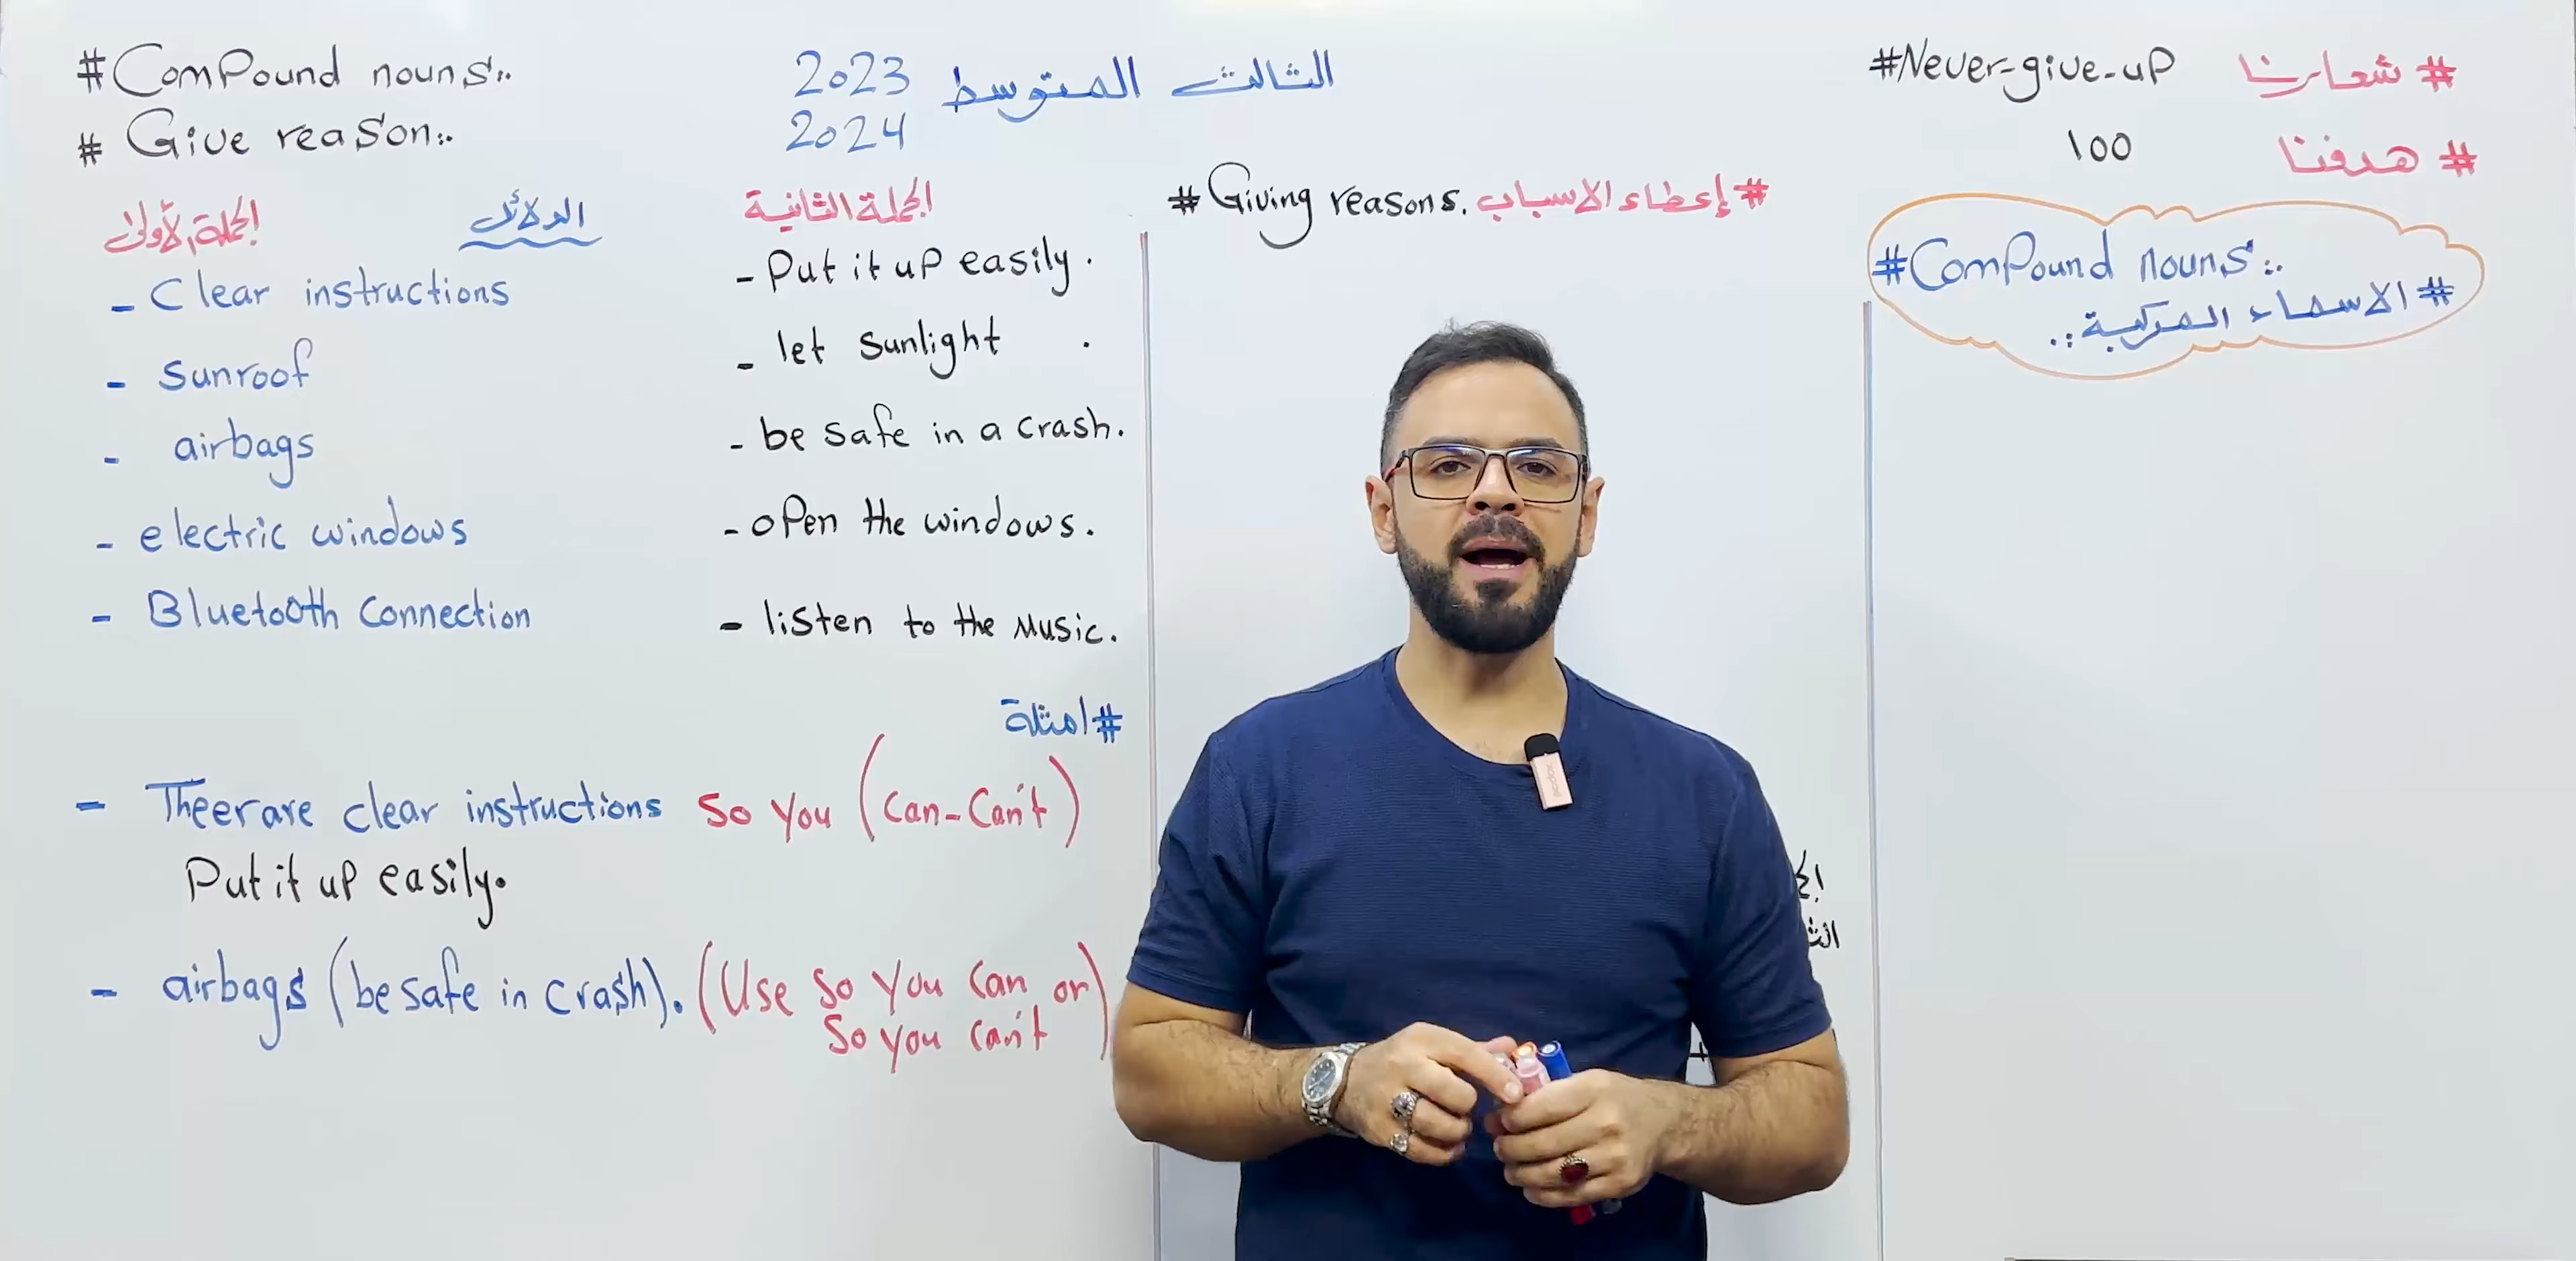 #Compound nouns:.
# Give reason:.
الجملة الأولى
الدلائل
الجملة الثانية
- Clear instructions
- Put it up easily.
- sunroof
- let sunlight .
- airbags
- be safe in a crash.
- electric windows
- open the windows.
- Bluetooth Connection
- listen to the Music.
#امثلة
- Theerare clear instructions So you (Can-Can't)
Put it up easily.
- airbags (be safe in crash). (Use So You Can or)
So you can't
الثالث المتوسط 2023
2024
#Giving reasons. إعطاء الاسباب#
#Never-give-up # شعارنا
100 # هدفنا
#Compound nouns:.
#الاسماء المركبة:.